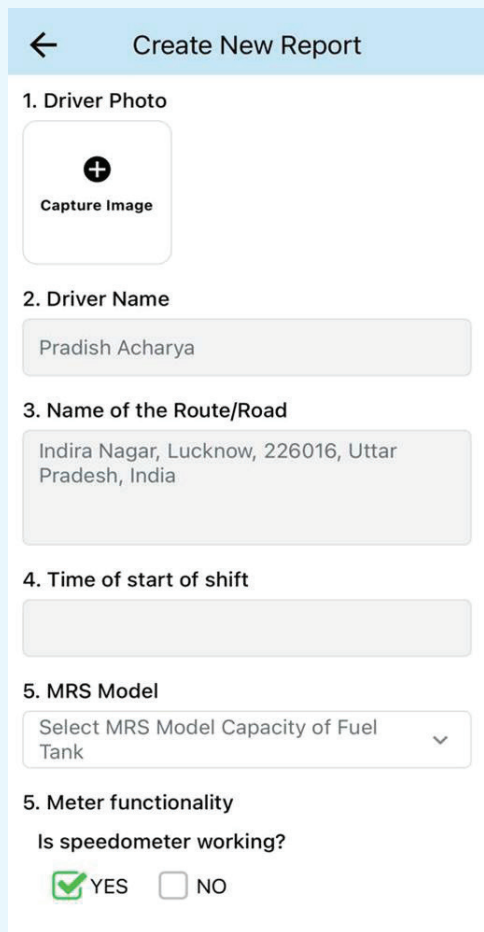 Create New Report
1. Driver Photo
Capture Image
2. Driver Name
Pradish Acharya
3. Name of the Route/Road
Indira Nagar, Lucknow, 226016, Uttar
Pradesh, India
4. Time of start of shift
5. MRS Model
Select MRS Model Capacity of Fuel
Tank
5. Meter functionality
Is speedometer working?
YES NO